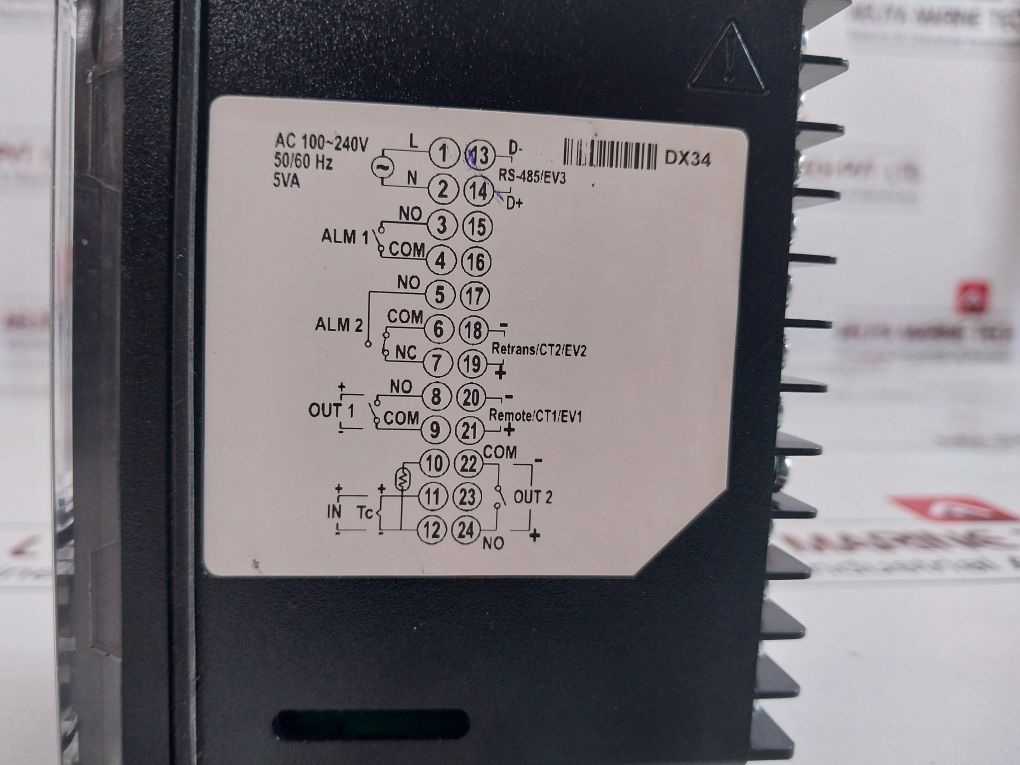 AC 100~240V L 1 13 D-
50/60 Hz RS-485/EV3
5VA N 2 14 D+
DX34
NO 3 15
ALM 1
COM 4 16
NO 5 17
COM 6 18 -
ALM 2 Retrans/CT2/EV2
NC 7 19 +
+ NO 8 20 -
OUT 1 Remote/CT1/EV1
- COM 9 21 +
10 22 COM -
+ + 11 23
IN Tc OUT 2
- - 12 24 NO +